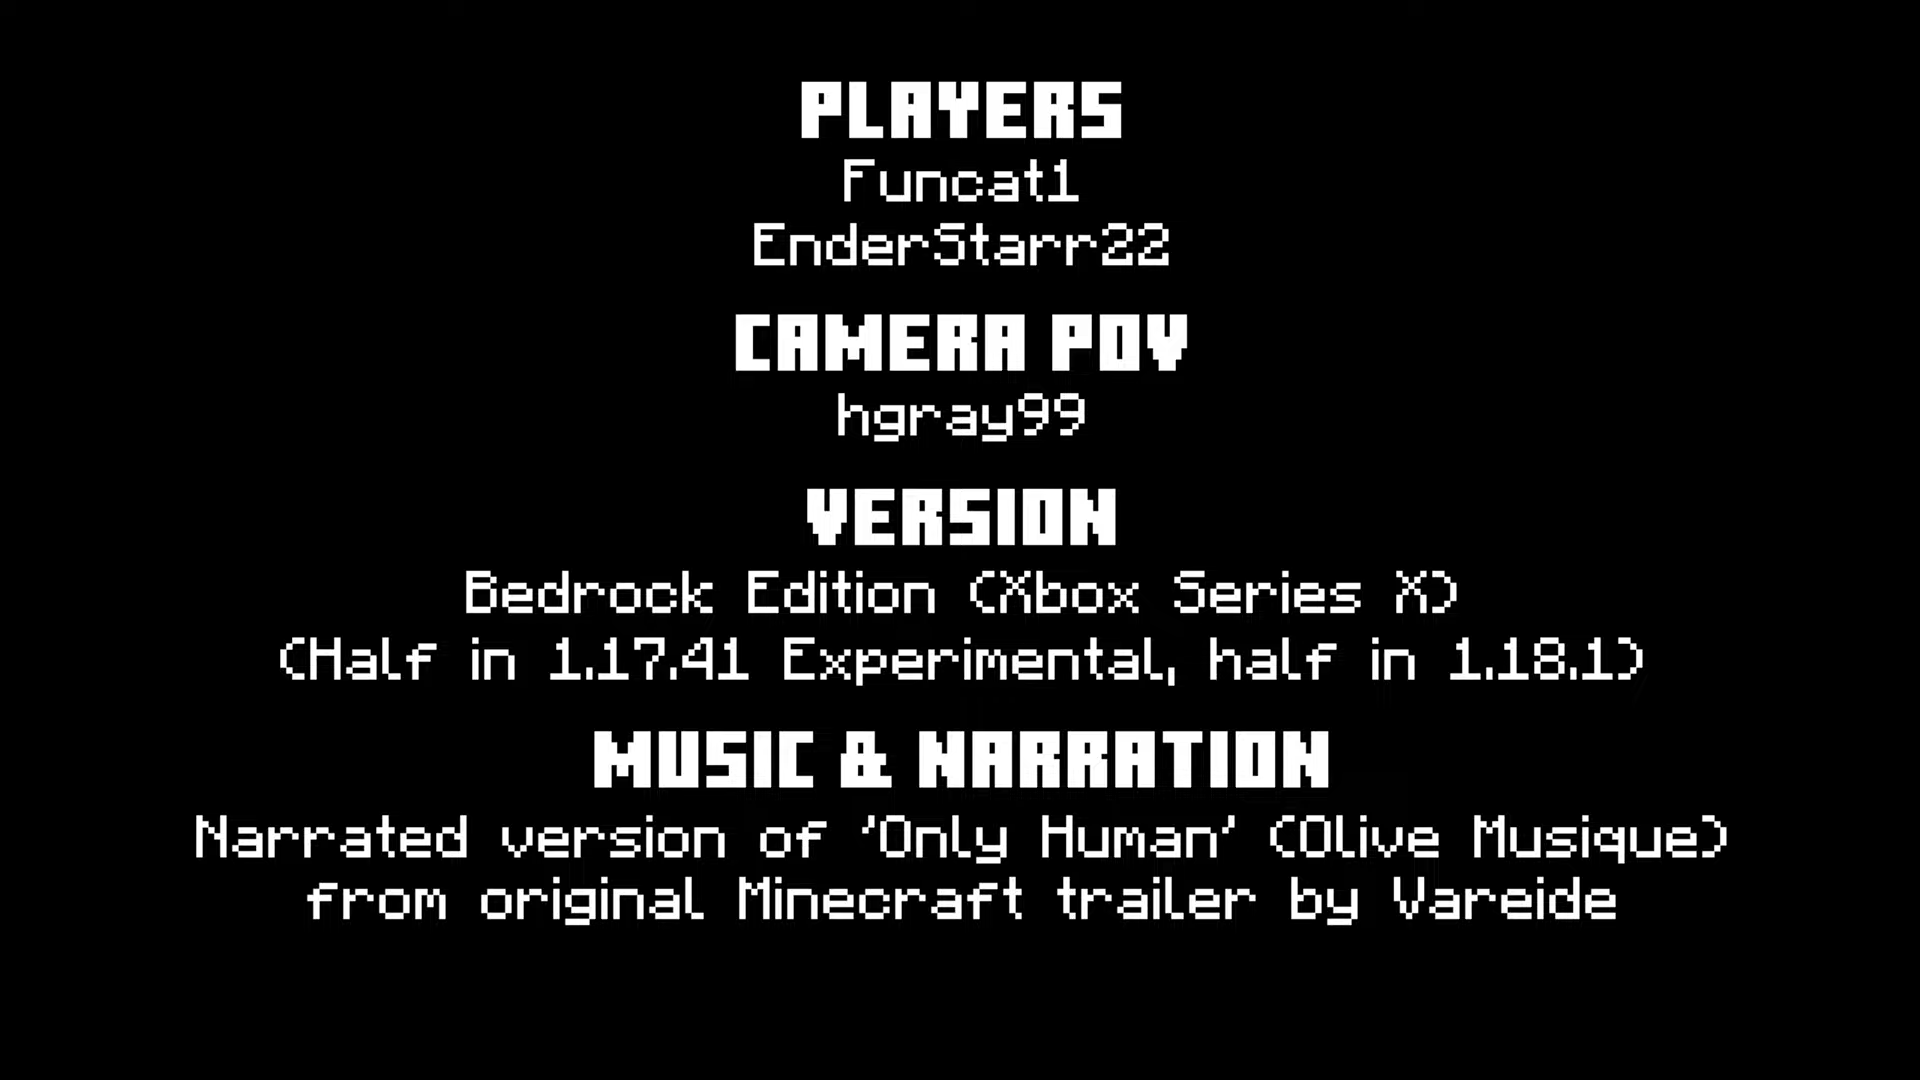 PLAYERS
Funcat1
EnderStarr22
CAMERA POV
hgray99
VERSION
Bedrock Edition (Xbox Series X)
(Half in 1.17.41 Experimental, half in 1.18.1)
MUSIC & NARRATION
Narrated version of 'Only Human' (Olive Musique)
from original Minecraft trailer by Vareide